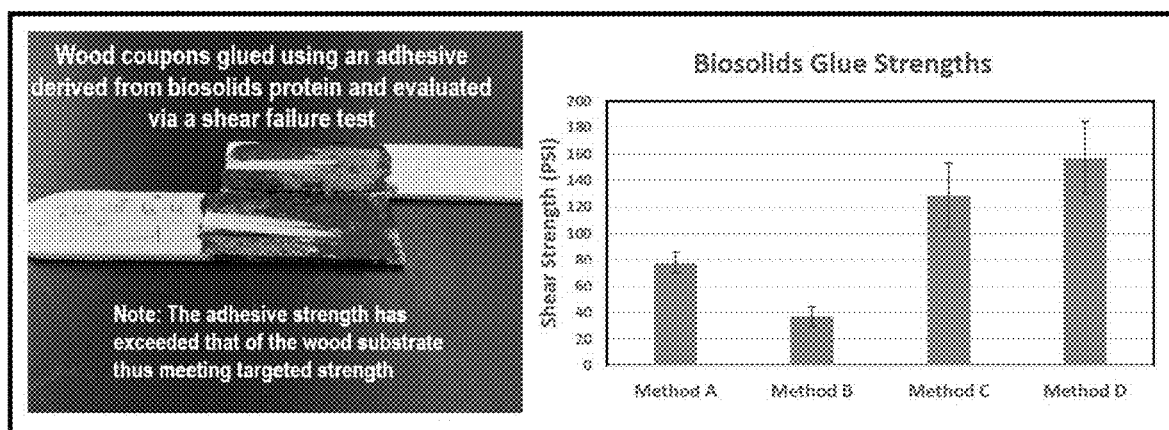 Wood coupons glued using an adhesive
derived from biosolids protein and evaluated
via a shear failure test
Note: The adhesive strength has
exceeded that of the wood substrate
thus meeting targeted strength
Biosolids Glue Strengths
Shear Strength (PSI)
200
180
160
140
120
100
80
60
40
20
0
Method A Method B Method C Method D